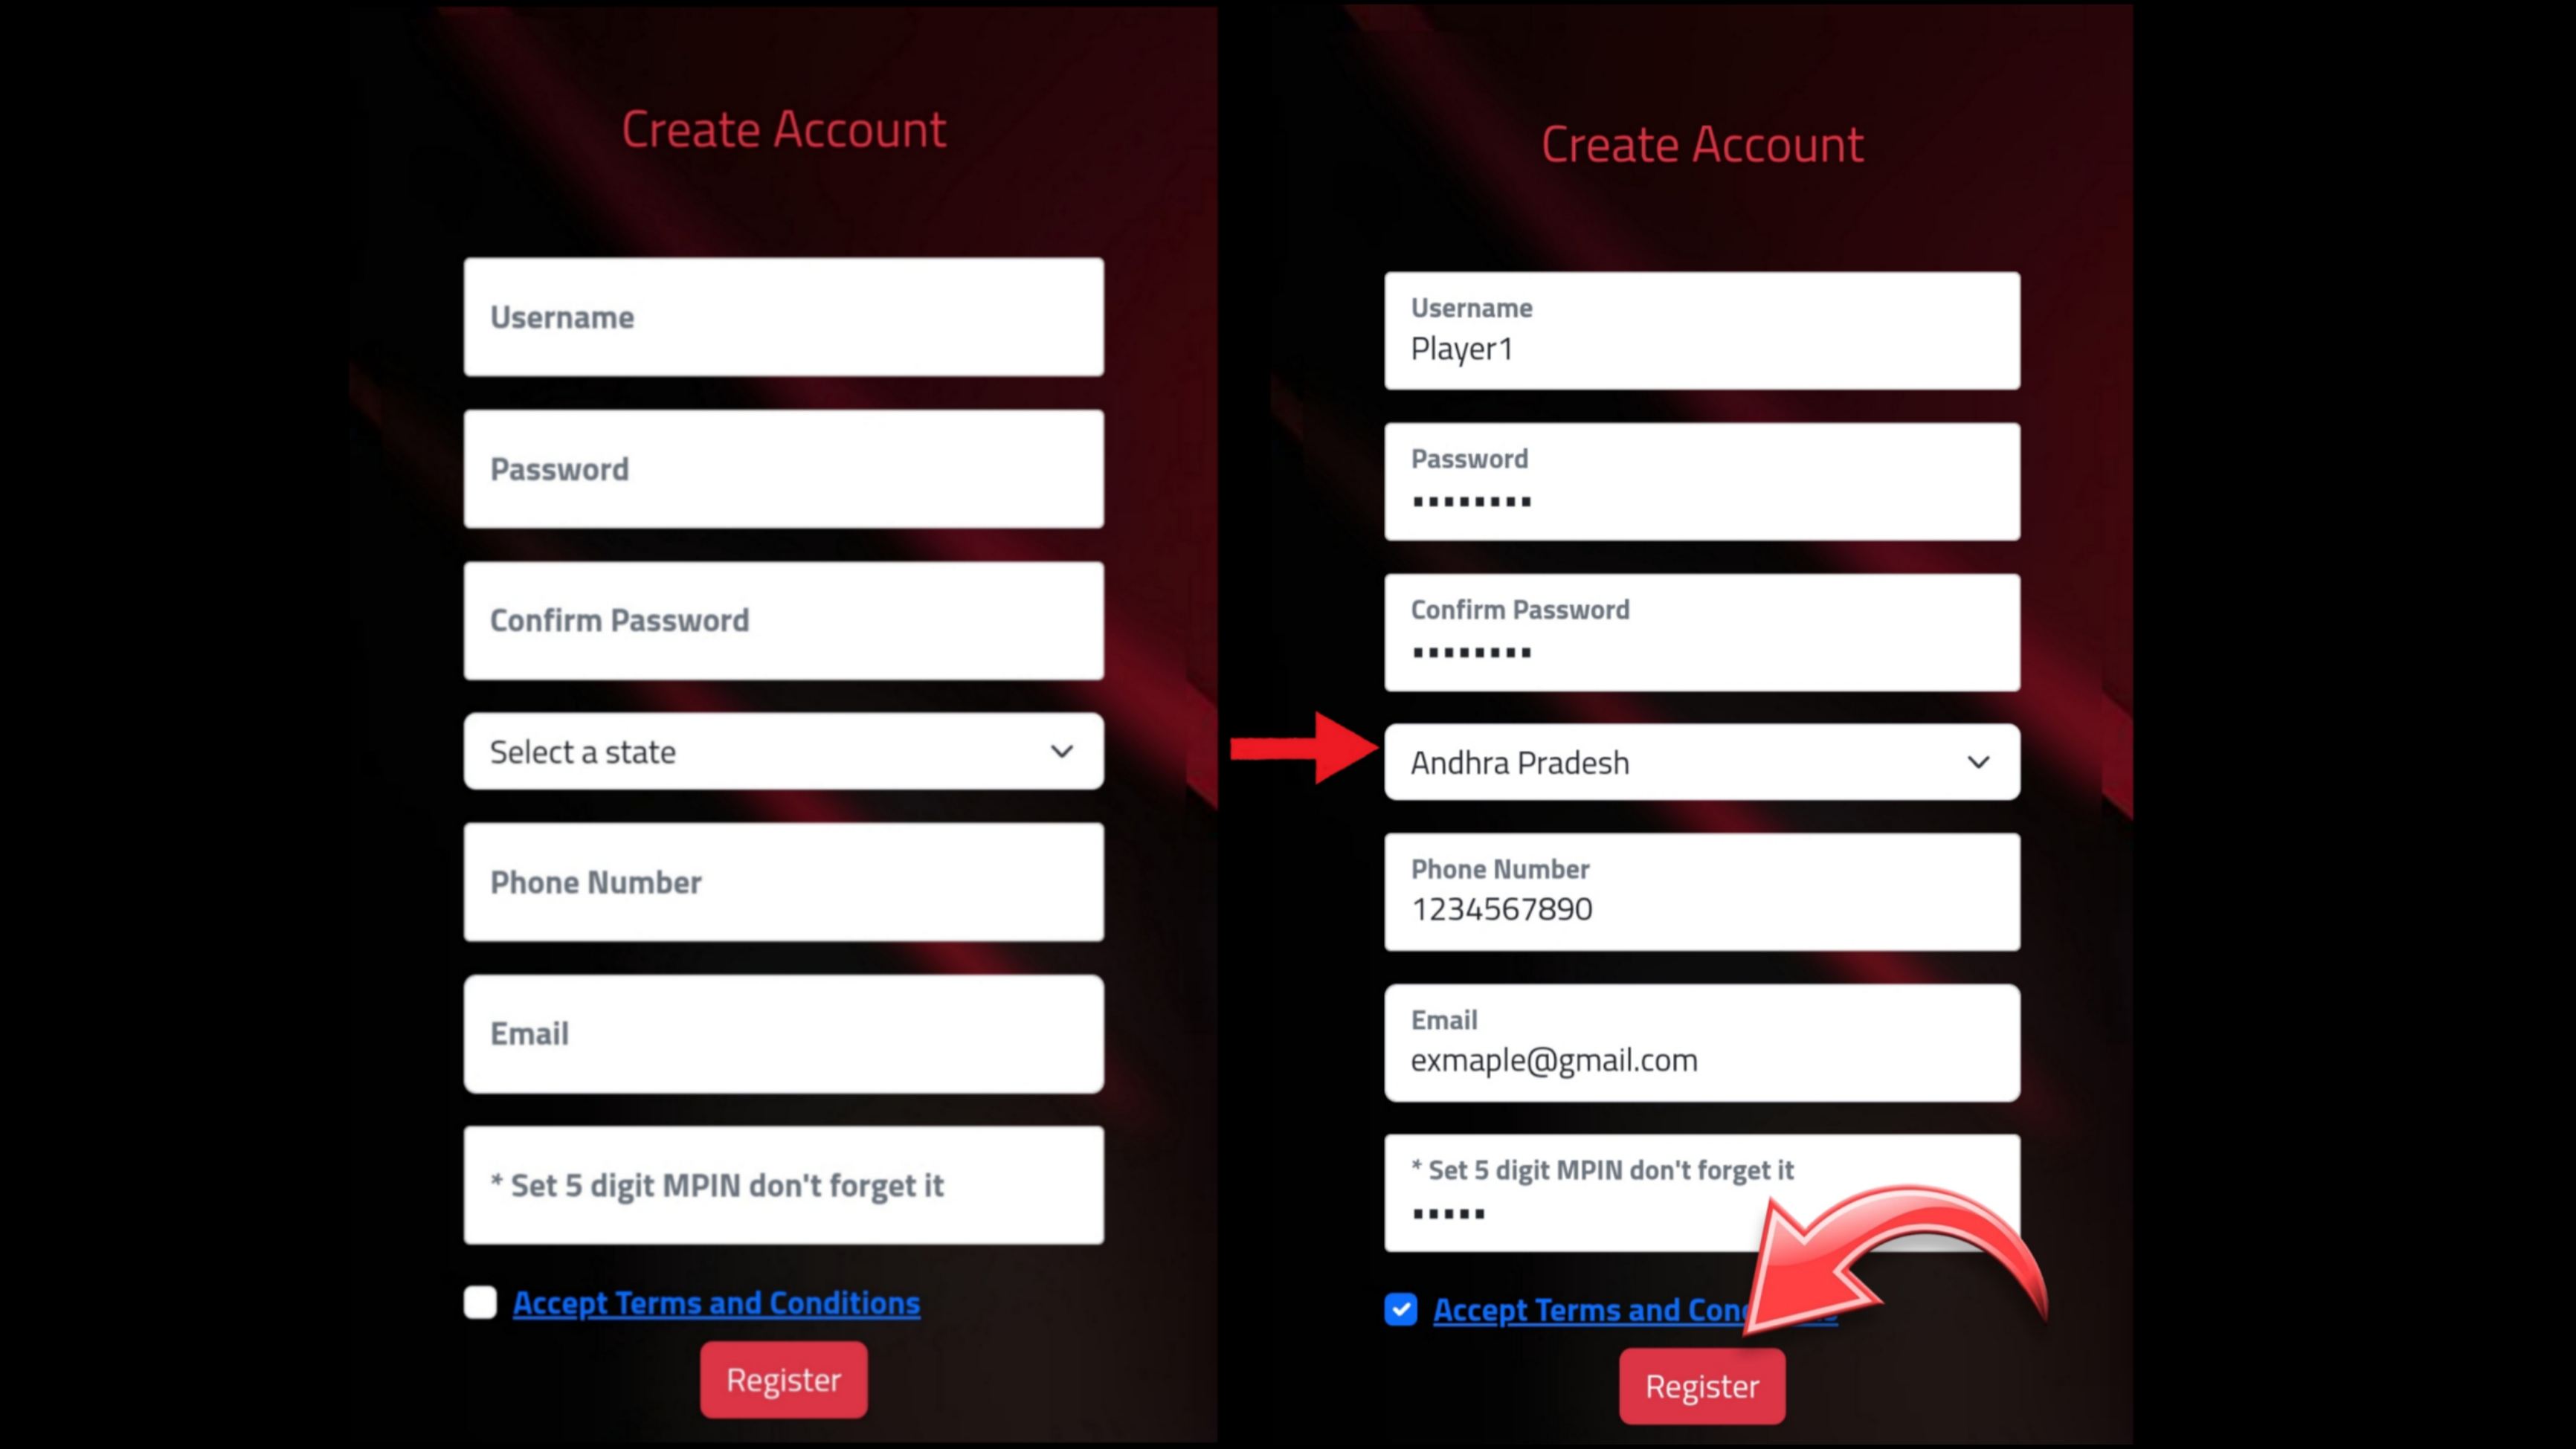 Create Account
Username
Password
Confirm Password
Select a state
Phone Number
Email
* Set 5 digit MPIN don't forget it
Accept Terms and Conditions
Register
Create Account
Username
Player1
Password
Confirm Password
Andhra Pradesh
Phone Number
1234567890
Email
exmaple@gmail.com
* Set 5 digit MPIN don't forget it
Accept Terms and
Register